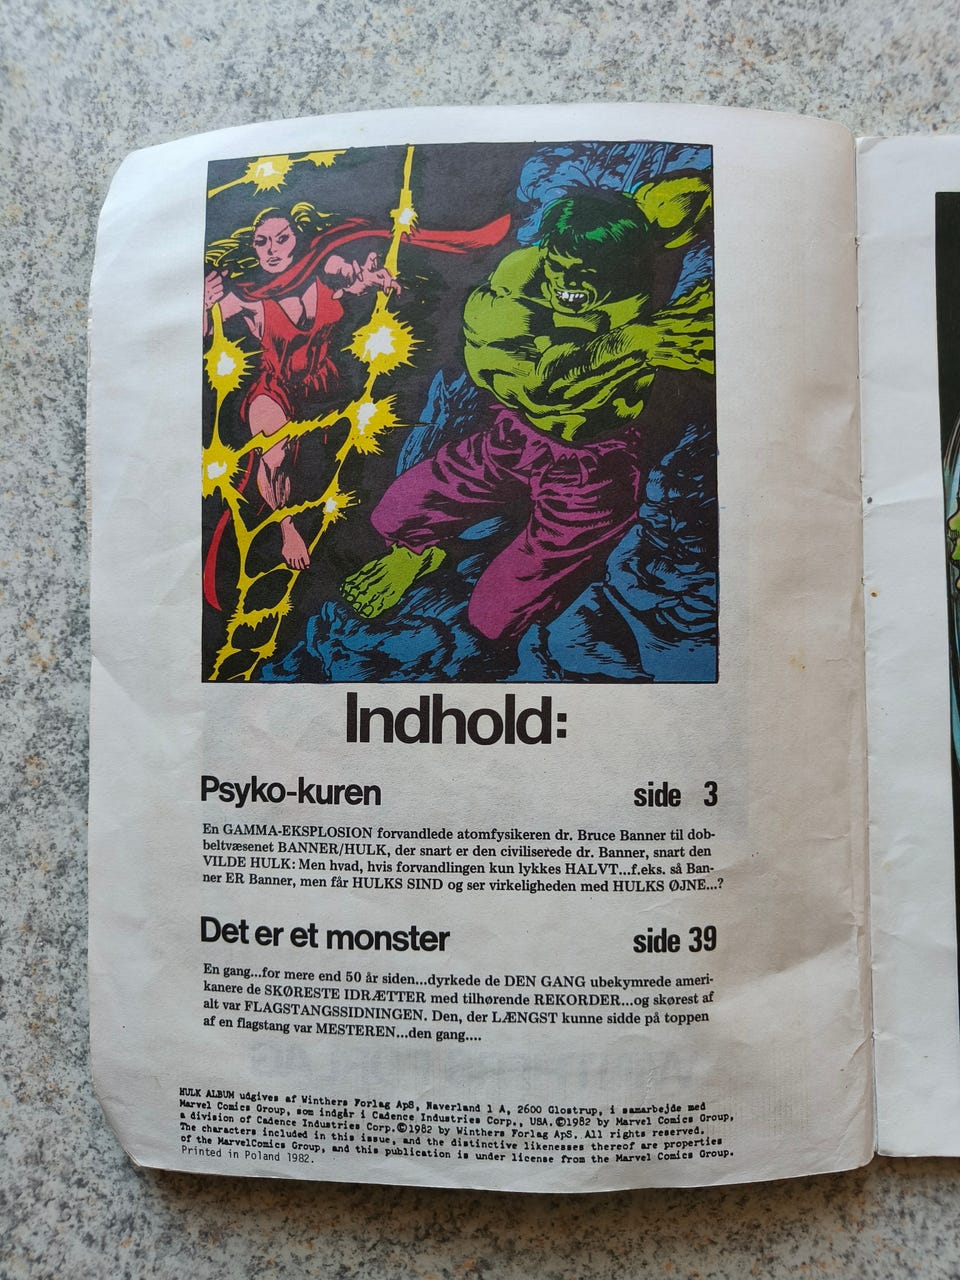 Indhold:
Psyko-kuren side 3
En GAMMA-EKSPLOSION forvandlede atomfysikeren dr. Bruce Banner til dob-
beltvæsenet BANNER/HULK, der snart er den civiliserede dr. Banner, snart den
VILDE HULK: Men hvad, hvis forvandlingen kun lykkes HALVT...f.eks. så Ban-
ner ER Banner, men får HULKS SIND og ser virkeligheden med HULKS ØJNE...?
Det er et monster side 39
En gang...for mere end 50 år siden...dyrkede de DEN GANG ubekymrede ameri-
kanere de SKØRESTE IDRÆTTER med tilhørende REKORDER...og skørest af
alt var FLAGSTANGSSIDNINGEN. Den, der LÆNGST kunne sidde på toppen
af en flagstang var MESTEREN...den gang....
HULK ALBUM udgives af Winthers Forlag ApS, Naverland 1 A, 2600 Glostrup, i samarbejde med
Marvel Comics Group, som indgår i Cadence Industries Corp., USA. ©1982 by Marvel Comics Group,
a division of Cadence Industries Corp.©1982 by Winthers Forlag ApS. All rights reserved.
The characters included in this issue, and the distinctive likenesses thereof are properties
of the MarvelComics Group, and this publication is under license from the Marvel Comics Group.
Printed in Poland 1982.